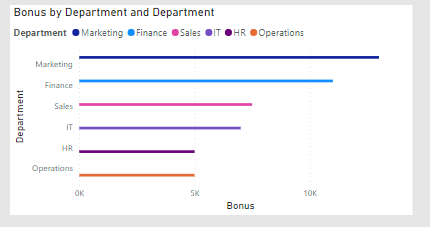 Bonus by Department and Department
Department Marketing Finance Sales IT HR Operations
Marketing
Finance
Sales
IT
HR
Operations
Department
0K 5K 10K
Bonus